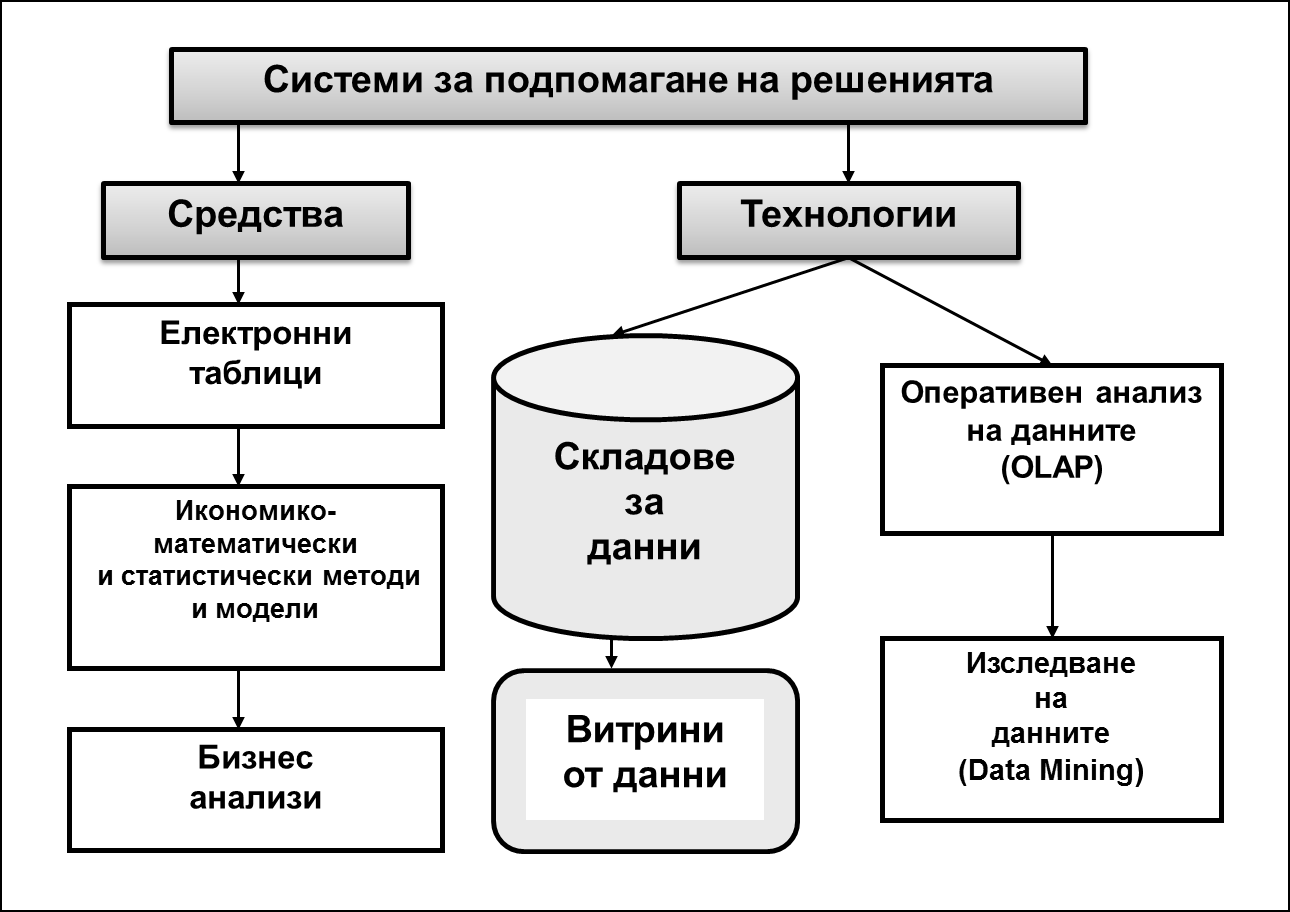 Системи за подпомагане на решенията
Средства
Технологии
Електронни
таблици
Икономико-
математически
и статистически методи
и модели
Бизнес
анализи
Складове
за
данни
Витрини
от данни
Оперативен анализ
на данните
(OLAP)
Изследване
на
данните
(Data Mining)